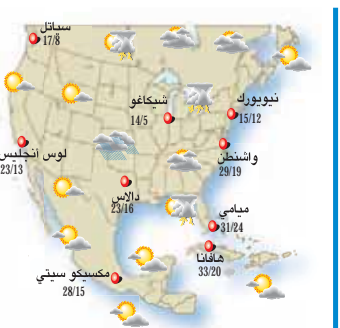 سياتل
17/8
نيويورك
15/12
شيكاغو
14/5
لوس انجليس
23/13
واشنطن
29/19
دالاس
23/16
ميامي
31/24
هافانا
33/20
مكسيكو سيتي
28/15